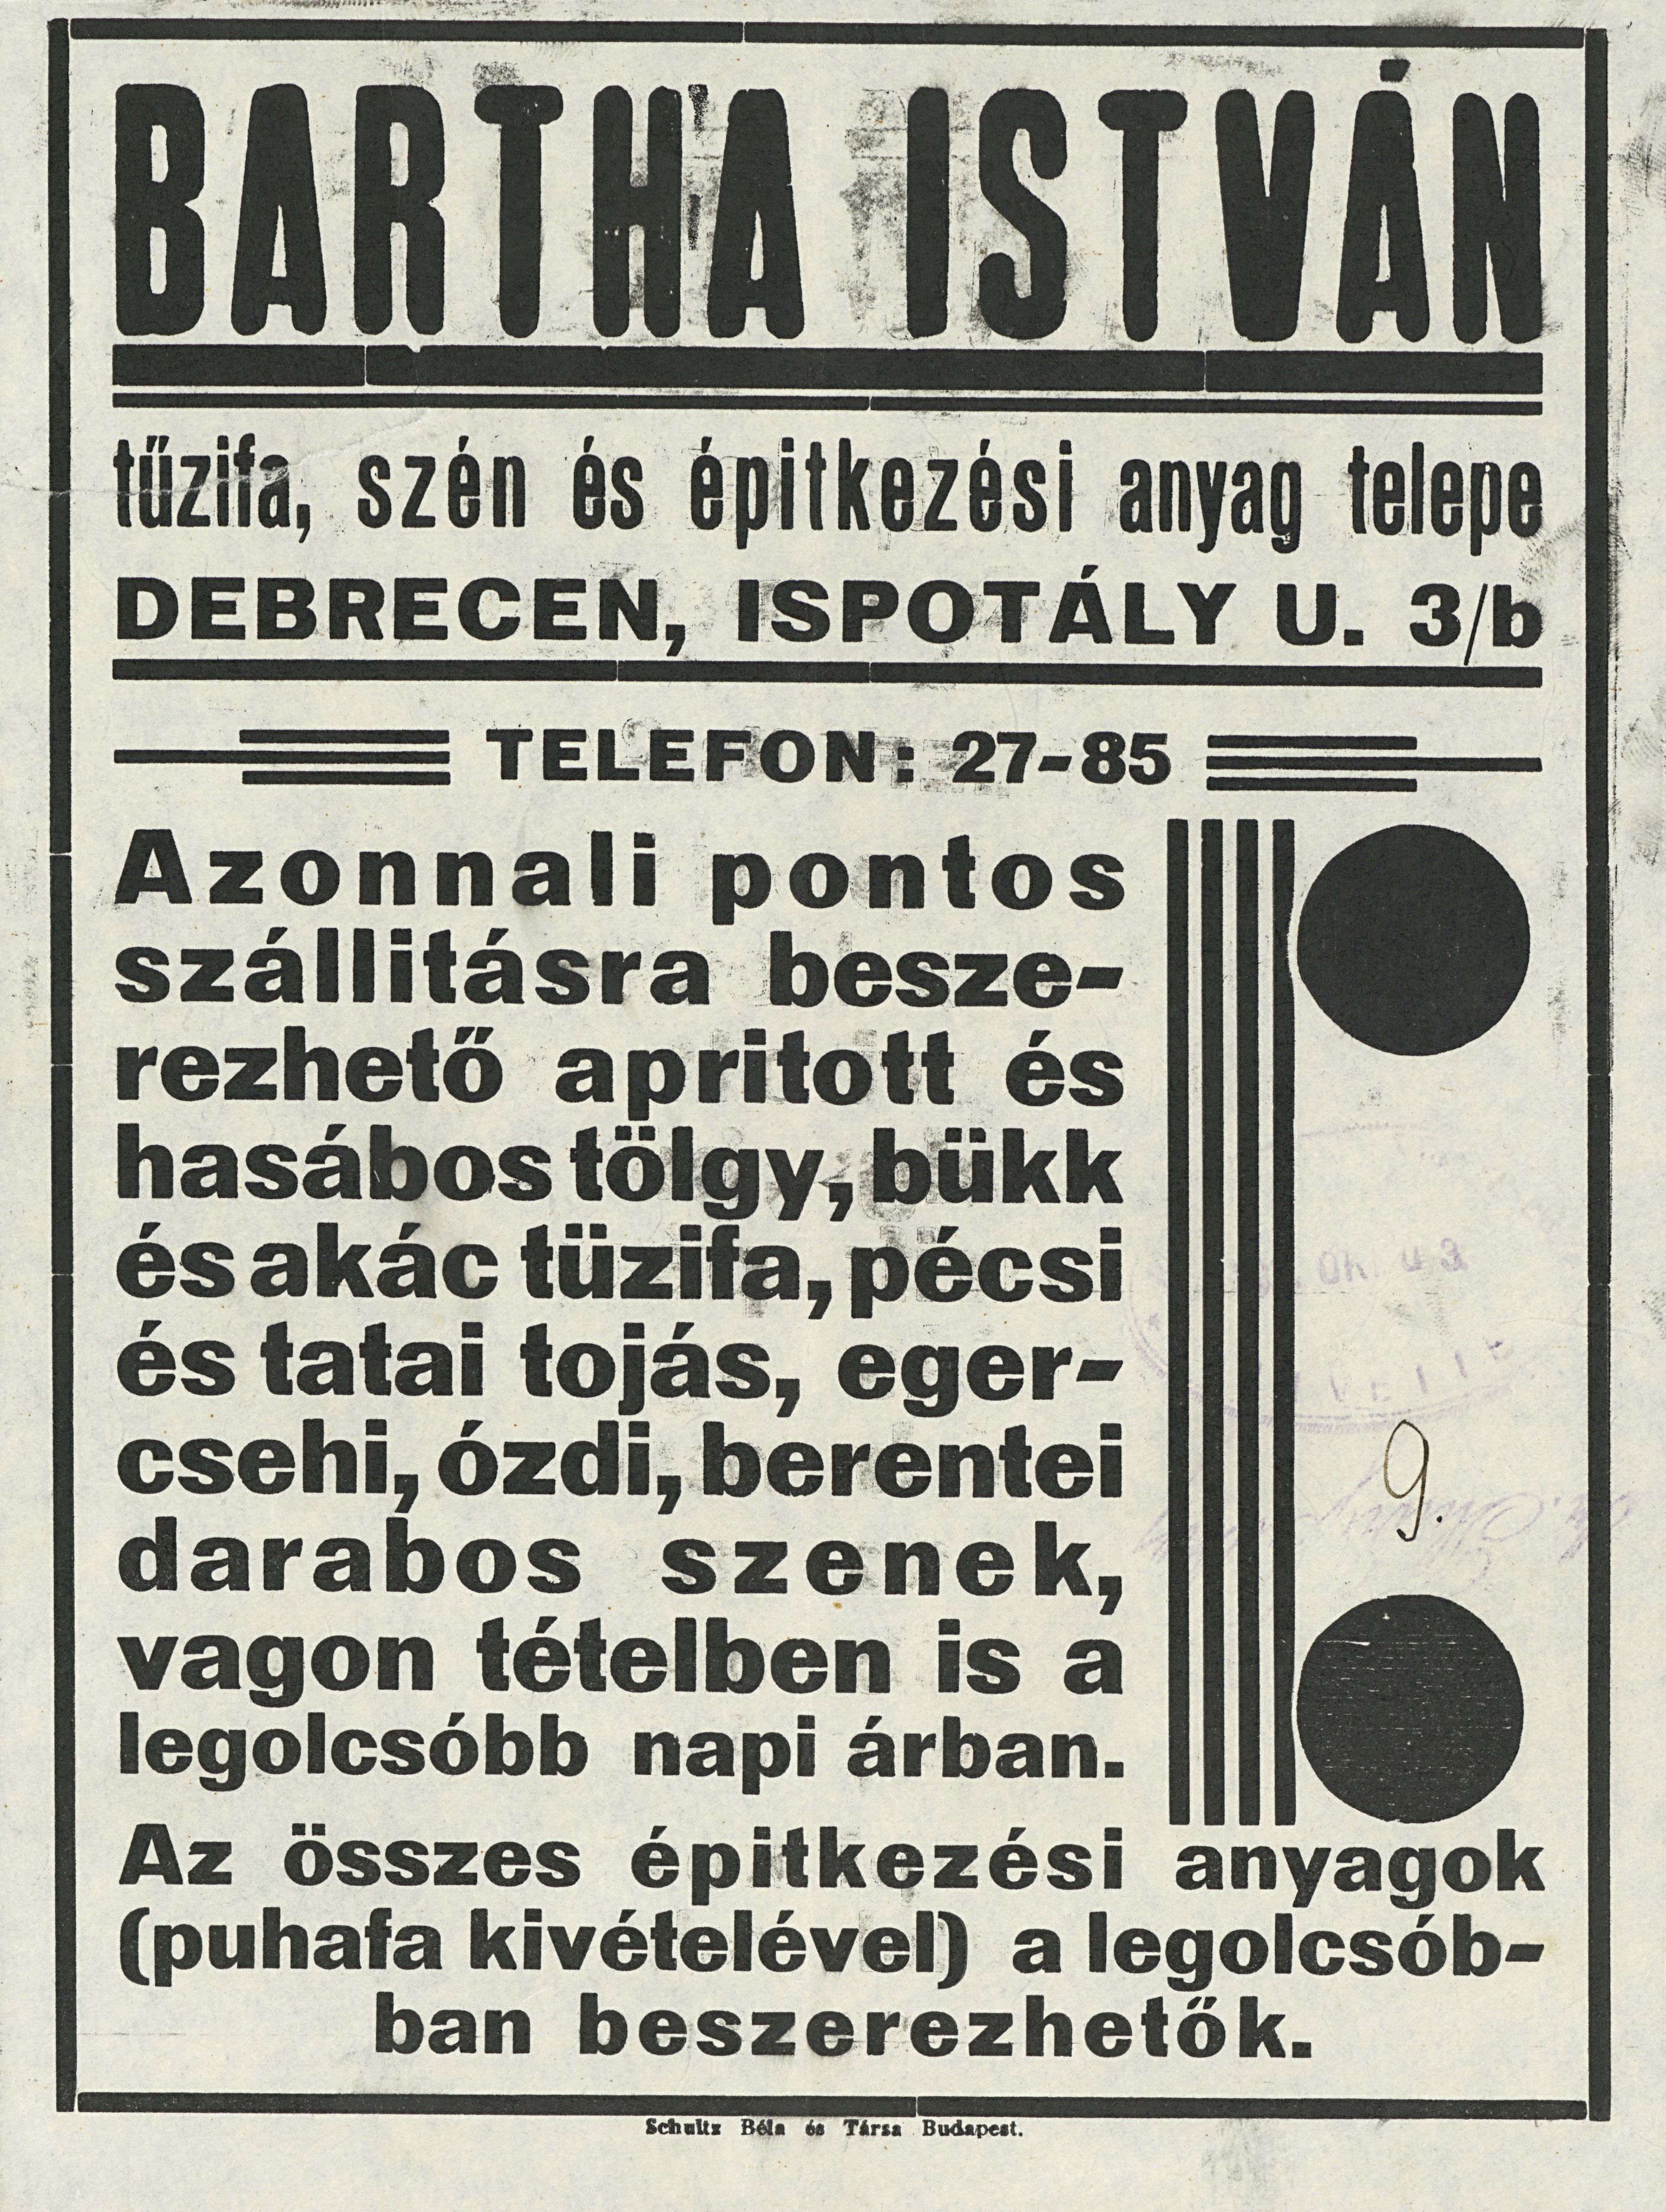 BARTHA ISTVÁN
tűzifa, szén és épitkezési anyag telepe
DEBRECEN, ISPOTÁLY U. 3/b
TELEFON: 27-85
Azonnali pontos
szállitásra besze-
rezhető apritott és
hasábos tölgy, bükk
és akác tüzifa, pécsi
és tatai tojás, eger-
csehi, ózdi, berentei
darabos szenek,
vagon tételben is a
legolcsóbb napi árban.
9.
Az összes épitkezési anyagok
(puhafa kivételével) a legolcsób-
ban beszerezhetők.
Schultz Béla és Társa Budapest.